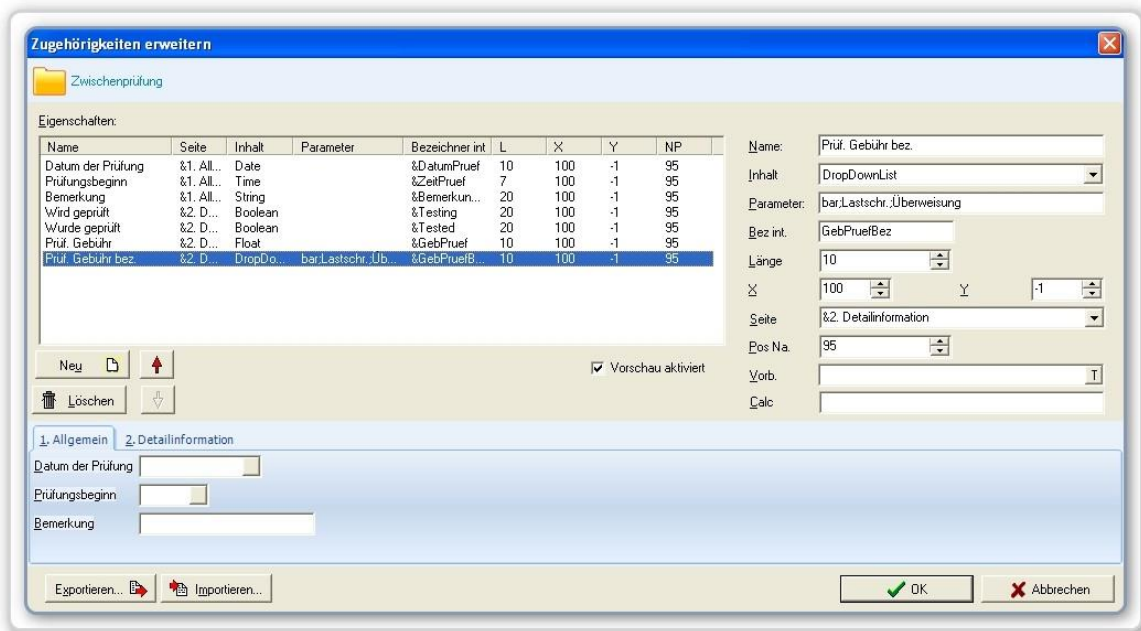 Zugehörigkeiten erweitern
Zwischenprüfung
Eigenschaften:
Name Seite Inhalt Parameter Bezeichner int L X Y NP
Datum der Prüfung &1. All... Date &DatumPruef 10 100 -1 95
Prüfungsbeginn &1. All... Time &ZeitPruef 7 100 -1 95
Bemerkung &1. All... String &Bemerkun... 20 100 -1 95
Wird geprüft &2. D... Boolean &Testing 20 100 -1 95
Wurde geprüft &2. D... Boolean &Tested 20 100 -1 95
Prüf. Gebühr &2. D... Float &GebPruef 10 100 -1 95
Prüf. Gebühr bez. &2. D... DropDo... bar;Lastschr.;Üb... &GebPruefB... 10 100 -1 95
Neu
Löschen
Vorschau aktiviert
Name: Prüf. Gebühr bez.
Inhalt DropDownList
Parameter: bar;Lastschr.;Überweisung
Bez int. GebPruefBez
Länge 10
X 100 Y -1
Seite &2. Detailinformation
Pos Na. 95
Vorb. T
Calc
1. Allgemein 2. Detailinformation
Datum der Prüfung
Prüfungsbeginn
Bemerkung
Exportieren... Importieren... OK Abbrechen